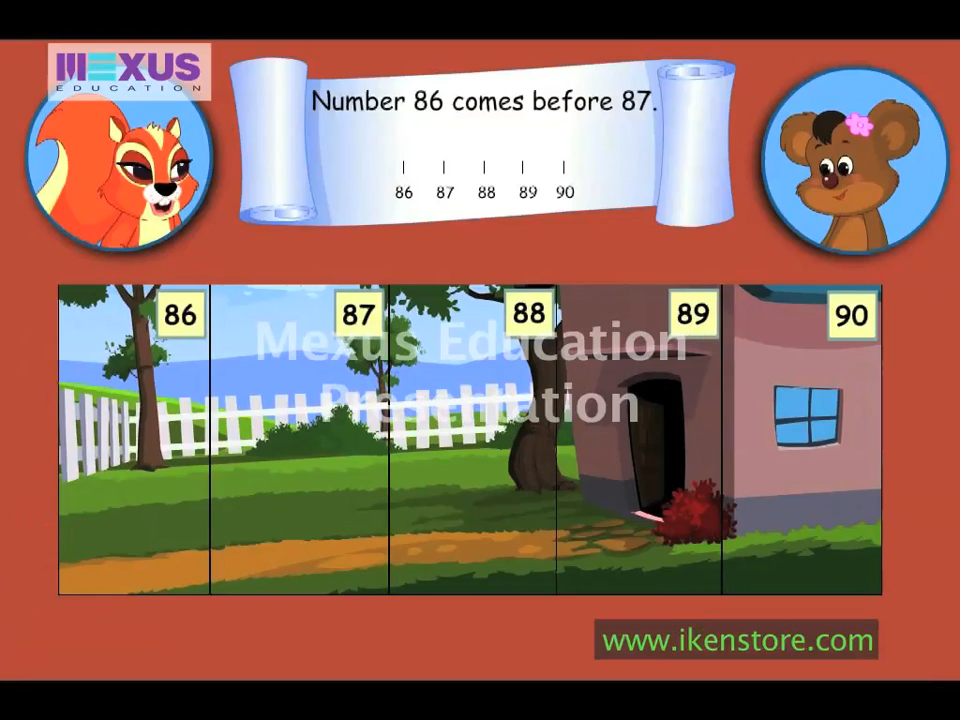 MEXUS
EDUCATION
Number 86 comes before 87.
86 87 88 89 90
86 87 88 89 90
Mexus Education
Presentation
www.ikenstore.com